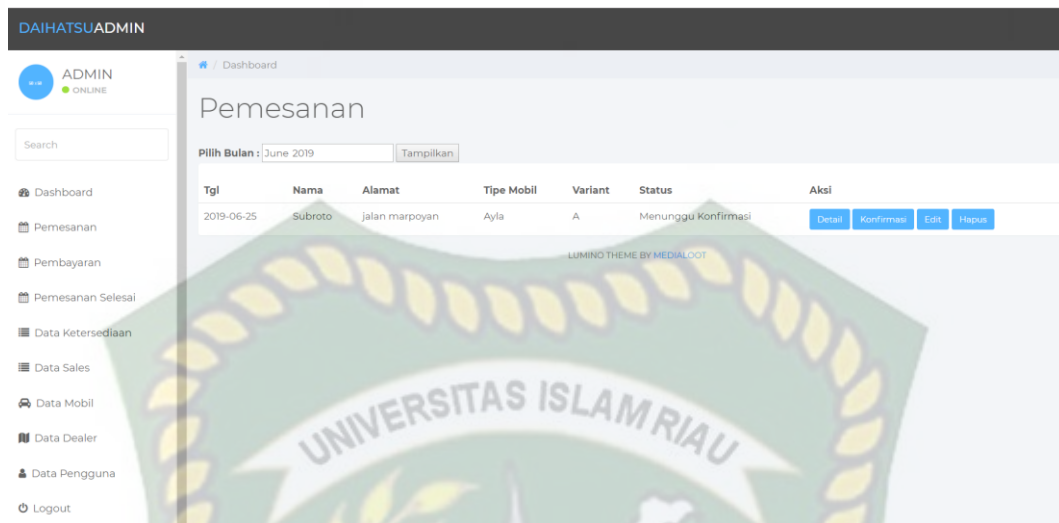 DAIHATSUADMIN
ADMIN
ONLINE
Search
Dashboard
Pemesanan
Pembayaran
Pemesanan Selesai
Data Ketersediaan
Data Sales
Data Mobil
Data Dealer
Data Pengguna
Logout
/ Dashboard
Pemesanan
Pilih Bulan : June 2019 Tampilkan
Tgl Nama Alamat Tipe Mobil Variant Status Aksi
2019-06-25 Subroto jalan marpoyan Ayla A Menunggu Konfirmasi Detail Konfirmasi Edit Hapus
LUMINO THEME BY MEDIALOOT
UNIVERSITAS ISLAM RIAU